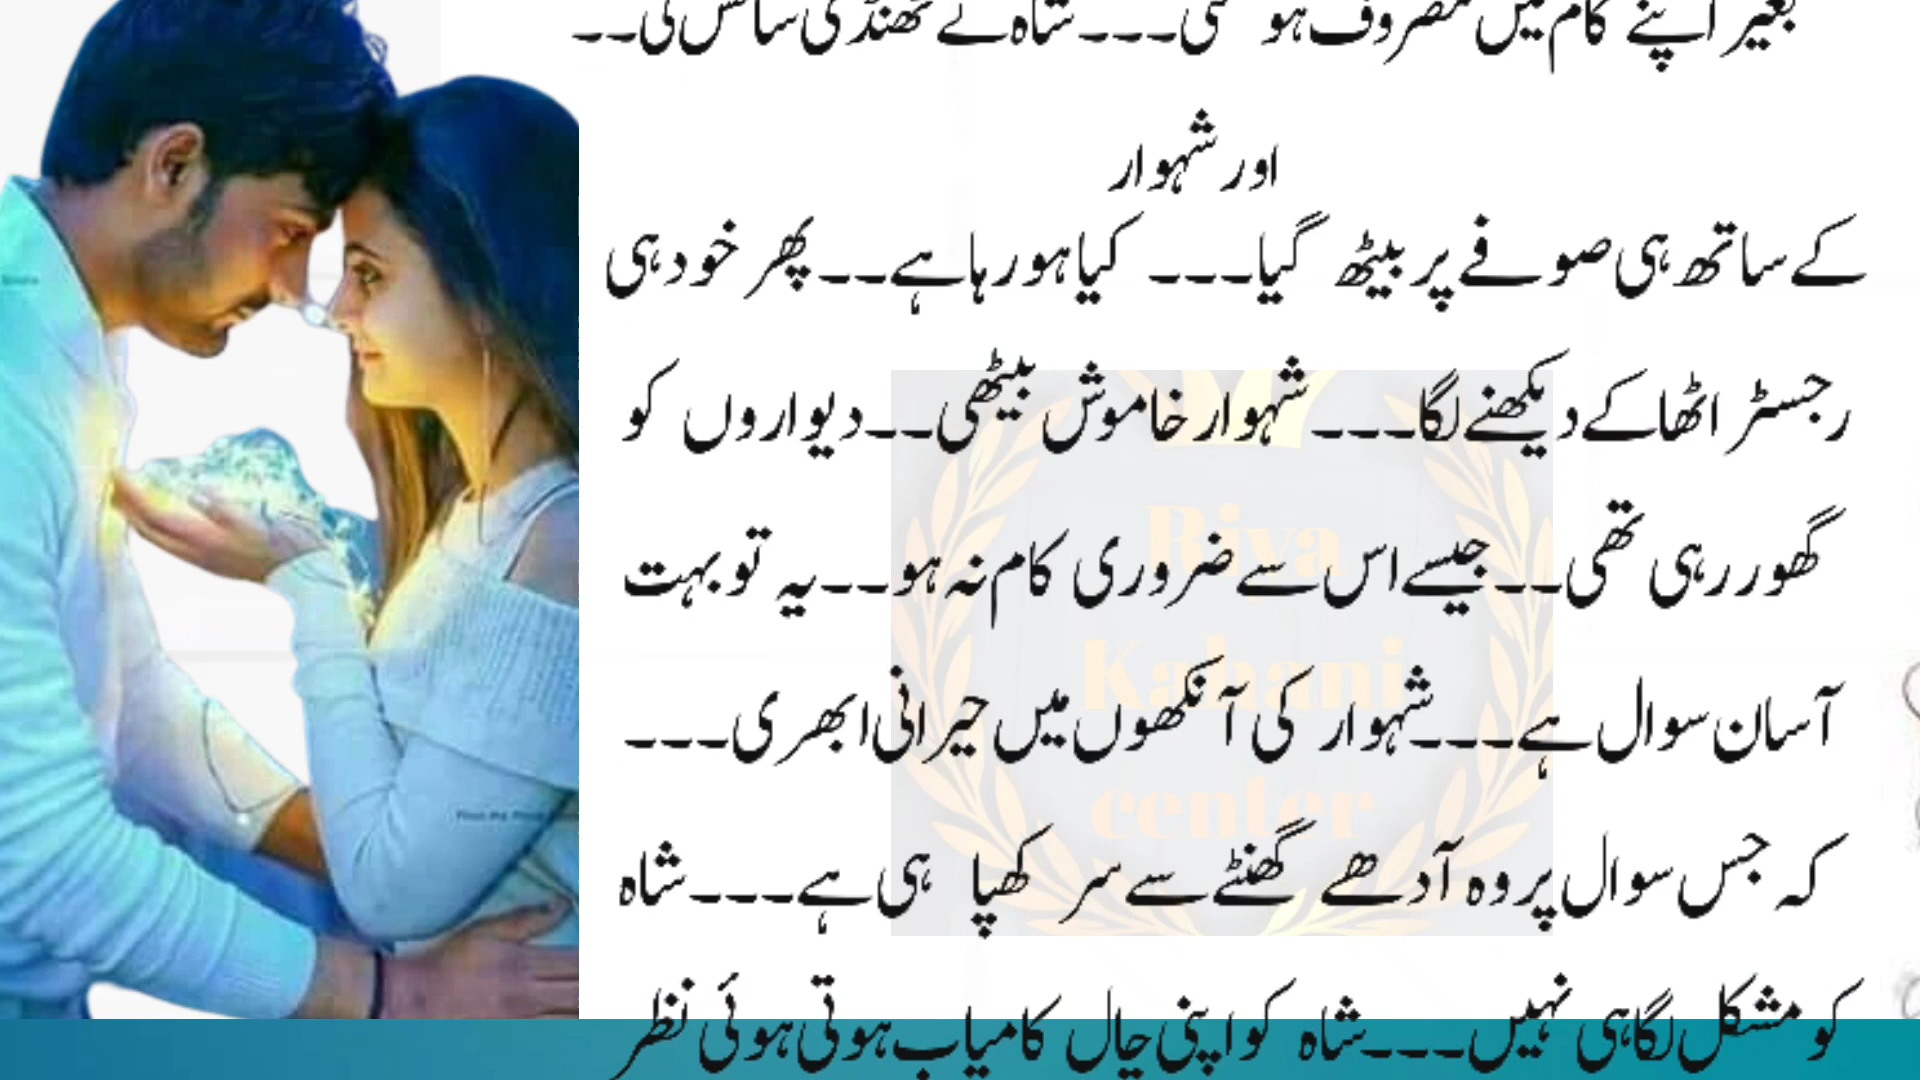 بغیر اپنے کام میں مصروف ہو گئی۔۔۔شاہ نے ٹھنڈی سانس لی۔۔
اور شہوار
کے ساتھ ہی صوفے پر بیٹھ گیا۔۔۔ کیا ہو رہا ہے۔۔پھر خود ہی
رجسٹر اٹھا کے دیکھنے لگا۔۔۔شہوار خاموش بیٹھی۔۔دیواروں کو
گھور رہی تھی۔۔جیسے اس سے ضروری کام نہ ہو۔۔یہ تو بہت
آسان سوال ہے۔۔۔شہوار کی آنکھوں میں حیرانی ابھری۔۔۔
کہ جس سوال پر وہ آدھے گھنٹے سے سر کھپا ہی ہے۔۔۔شاہ
کو مشکل لگا ہی نہیں۔۔۔شاہ کو اپنی چال کامیاب ہوتی ہوئی نظر
Riya
Kahani
center